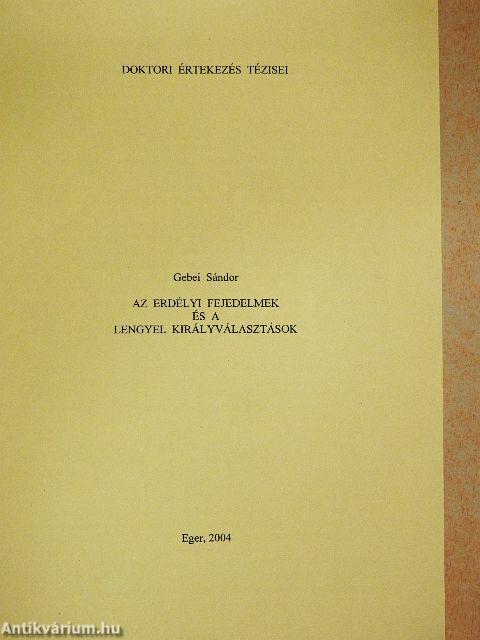 DOKTORI ÉRTEKEZÉS TÉZISEI
Gebei Sándor
AZ ERDÉLYI FEJEDELMEK
ÉS A
LENGYEL KIRÁLYVÁLASZTÁSOK
Eger, 2004
Antikvárium.hu